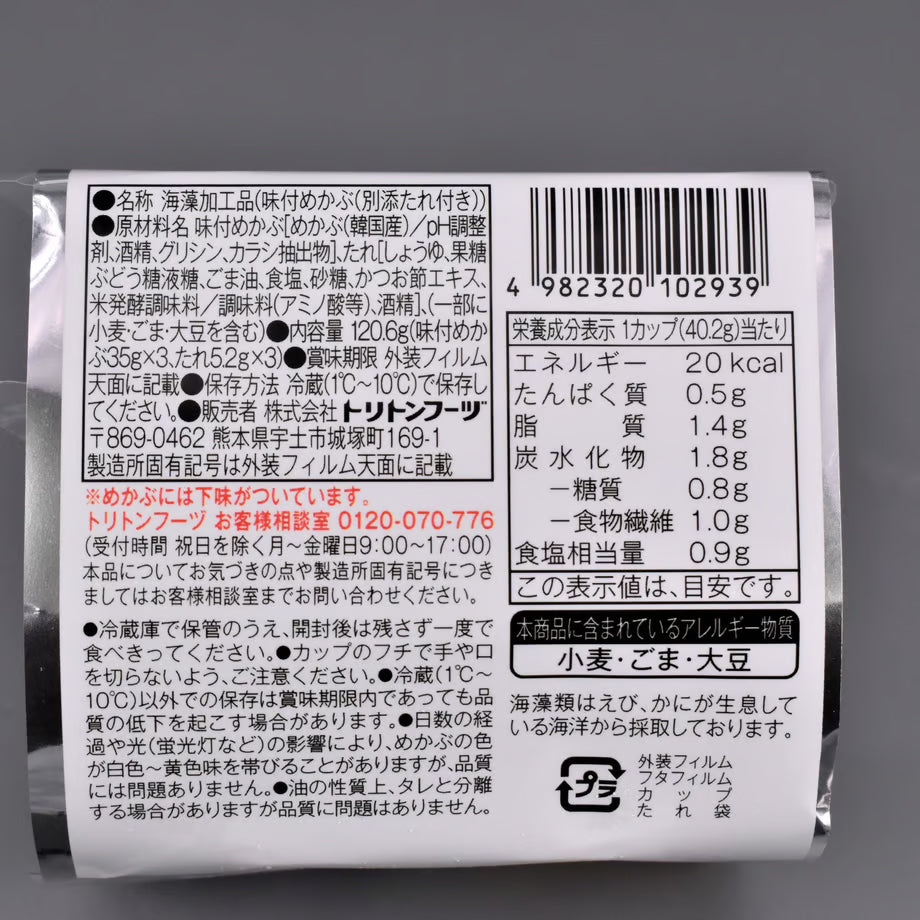 ●名称 海藻加工品(味付めかぶ(別添たれ付き))
●原材料名 味付めかぶ[めかぶ(韓国産)／pH調整
剤、酒精、グリシン、カラシ抽出物]、たれ[しょうゆ、果糖
ぶどう糖液糖、ごま油、食塩、砂糖、かつお節エキス、
米発酵調味料／調味料(アミノ酸等)、酒精]、(一部に
小麦・ごま・大豆を含む)●内容量 120.6g(味付めか
ぶ35g×3、たれ5.2g×3)●賞味期限 外装フィルム
天面に記載●保存方法 冷蔵(1℃～10℃)で保存し
てください。●販売者 株式会社トリトンフーヅ
〒869-0462 熊本県宇土市城塚町169-1
製造所固有記号は外装フィルム天面に記載
※めかぶには下味がついています。
トリトンフーヅ お客様相談室 0120-070-776
(受付時間 祝日を除く月～金曜日9:00～17:00)
本品についてお気づきの点や製造所固有記号につき
ましてはお客様相談室までお問い合わせください。
●冷蔵庫で保管のうえ、開封後は残さず一度で
食べきってください。●カップのフチで手や口
を切らないよう、ご注意ください。●冷蔵(1℃～
10℃)以外での保存は賞味期限内であっても品
質の低下を起こす場合があります。●日数の経
過や光(蛍光灯など)の影響により、めかぶの色
が白色～黄色味を帯びることがありますが、品質
には問題ありません。●油の性質上、タレと分離
する場合がありますが品質に問題はありません。
4 982320 102939
栄養成分表示 1カップ(40.2g)当たり
エネルギー 20kcal
たんぱく質 0.5g
脂質 1.4g
炭水化物 1.8g
－糖質 0.8g
－食物繊維 1.0g
食塩相当量 0.9g
この表示値は、目安です。
本商品に含まれているアレルギー物質
小麦・ごま・大豆
海藻類はえび、かにが生息して
いる海洋から採取しております。
プラ
外装フィルム
フタフィルム
カップ
たれ袋